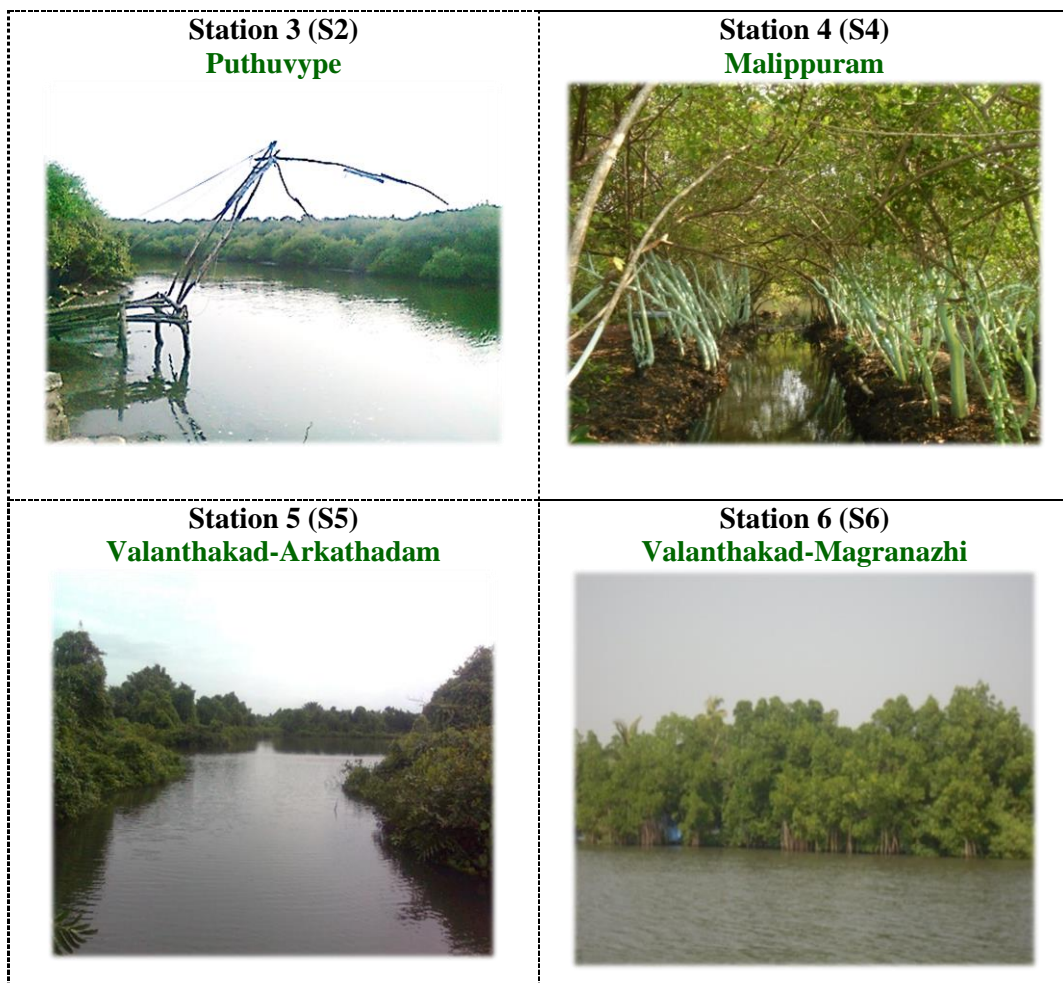 Station 3 (S2)
Puthuvype
Station 4 (S4)
Malippuram
Station 5 (S5)
Valanthakad-Arkathadam
Station 6 (S6)
Valanthakad-Magranazhi